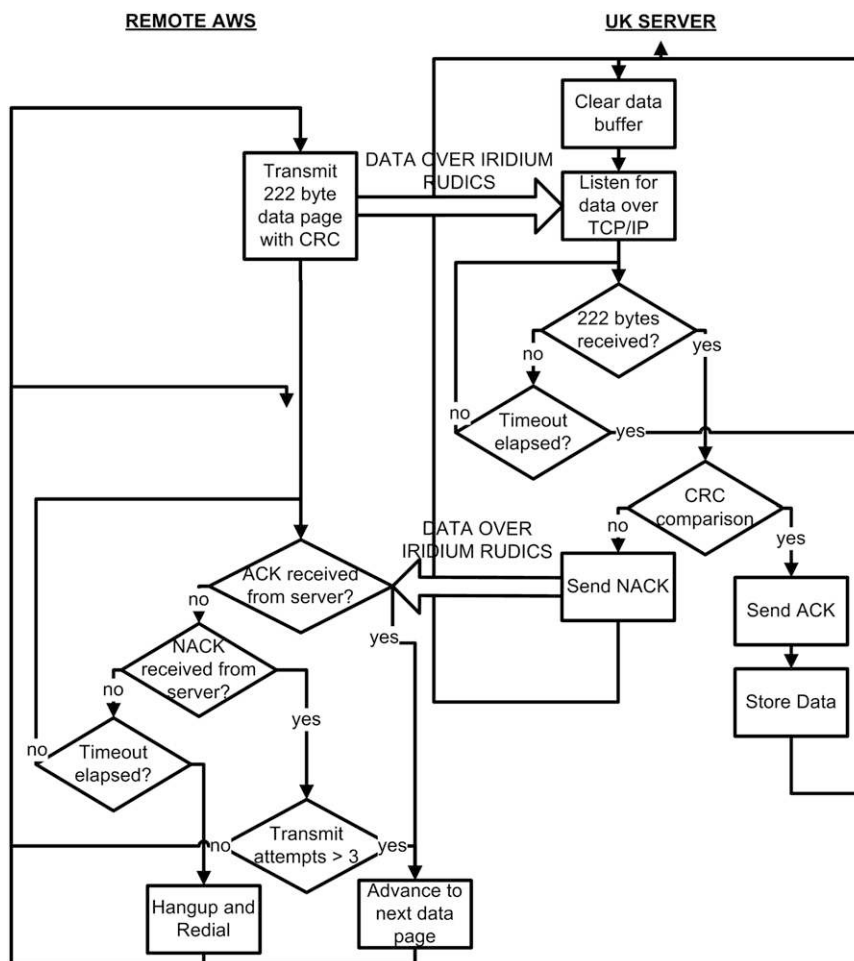 REMOTE AWS
UK SERVER
Clear data
buffer
DATA OVER IRIDIUM
RUDICS
Transmit
222 byte
data page
with CRC
Listen for
data over
TCP/IP
222 bytes
received?
yes
no
Timeout
elapsed?
no
yes
CRC
comparison
no
yes
DATA OVER
IRIDIUM RUDICS
ACK received
from server?
Send NACK
Send ACK
no
yes
NACK
received from
server?
Store Data
no
yes
Timeout
elapsed?
no
Transmit
attempts > 3
no
yes
Hangup and
Redial
Advance to
next data
page